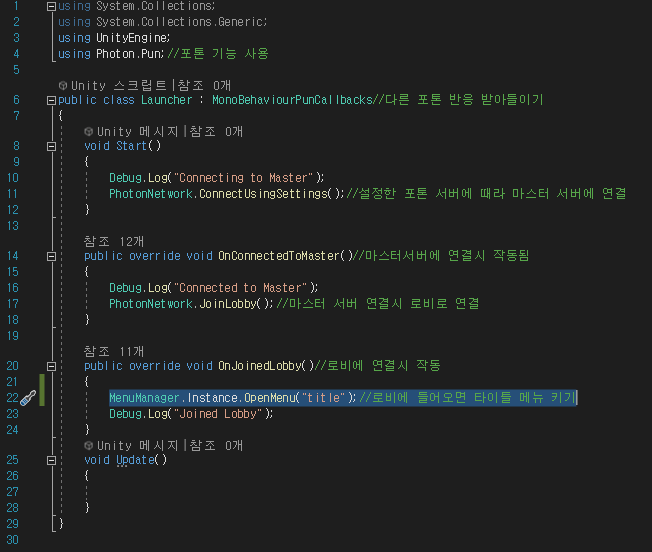 1 using System.Collections;
2 using System.Collections.Generic;
3 using UnityEngine;
4 using Photon.Pun;//포톤 기능 사용
5
Unity 스크립트|참조 0개
6 public class Launcher : MonoBehaviourPunCallbacks//다른 포톤 반응 받아들이기
7 {
Unity 메시지|참조 0개
8 void Start()
9 {
10 Debug.Log("Connecting to Master");
11 PhotonNetwork.ConnectUsingSettings();//설정한 포톤 서버에 때라 마스터 서버에 연결
12 }
13
참조 12개
14 public override void OnConnectedToMaster()//마스터서버에 연결시 작동됨
15 {
16 Debug.Log("Connected to Master");
17 PhotonNetwork.JoinLobby();//마스터 서버 연결시 로비로 연결
18 }
19
참조 11개
20 public override void OnJoinedLobby()//로비에 연결시 작동
21 {
22 MenuManager.Instance.OpenMenu("title");//로비에 들어오면 타이틀 메뉴 키기
23 Debug.Log("Joined Lobby");
24 }
Unity 메시지|참조 0개
25 void Update()
26 {
27
28 }
29 }
30